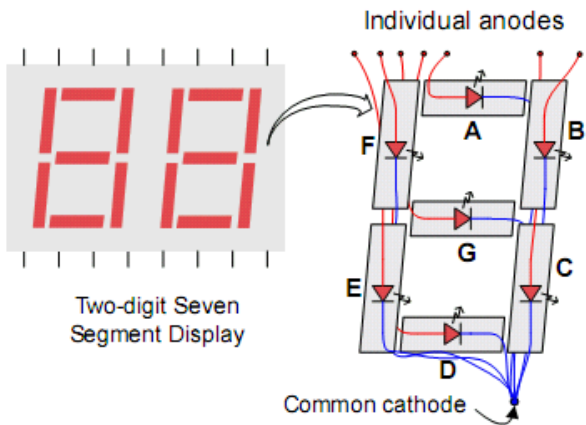 Individual anodes
A
B
F
G
E
C
D
Two-digit Seven
Segment Display
Common cathode